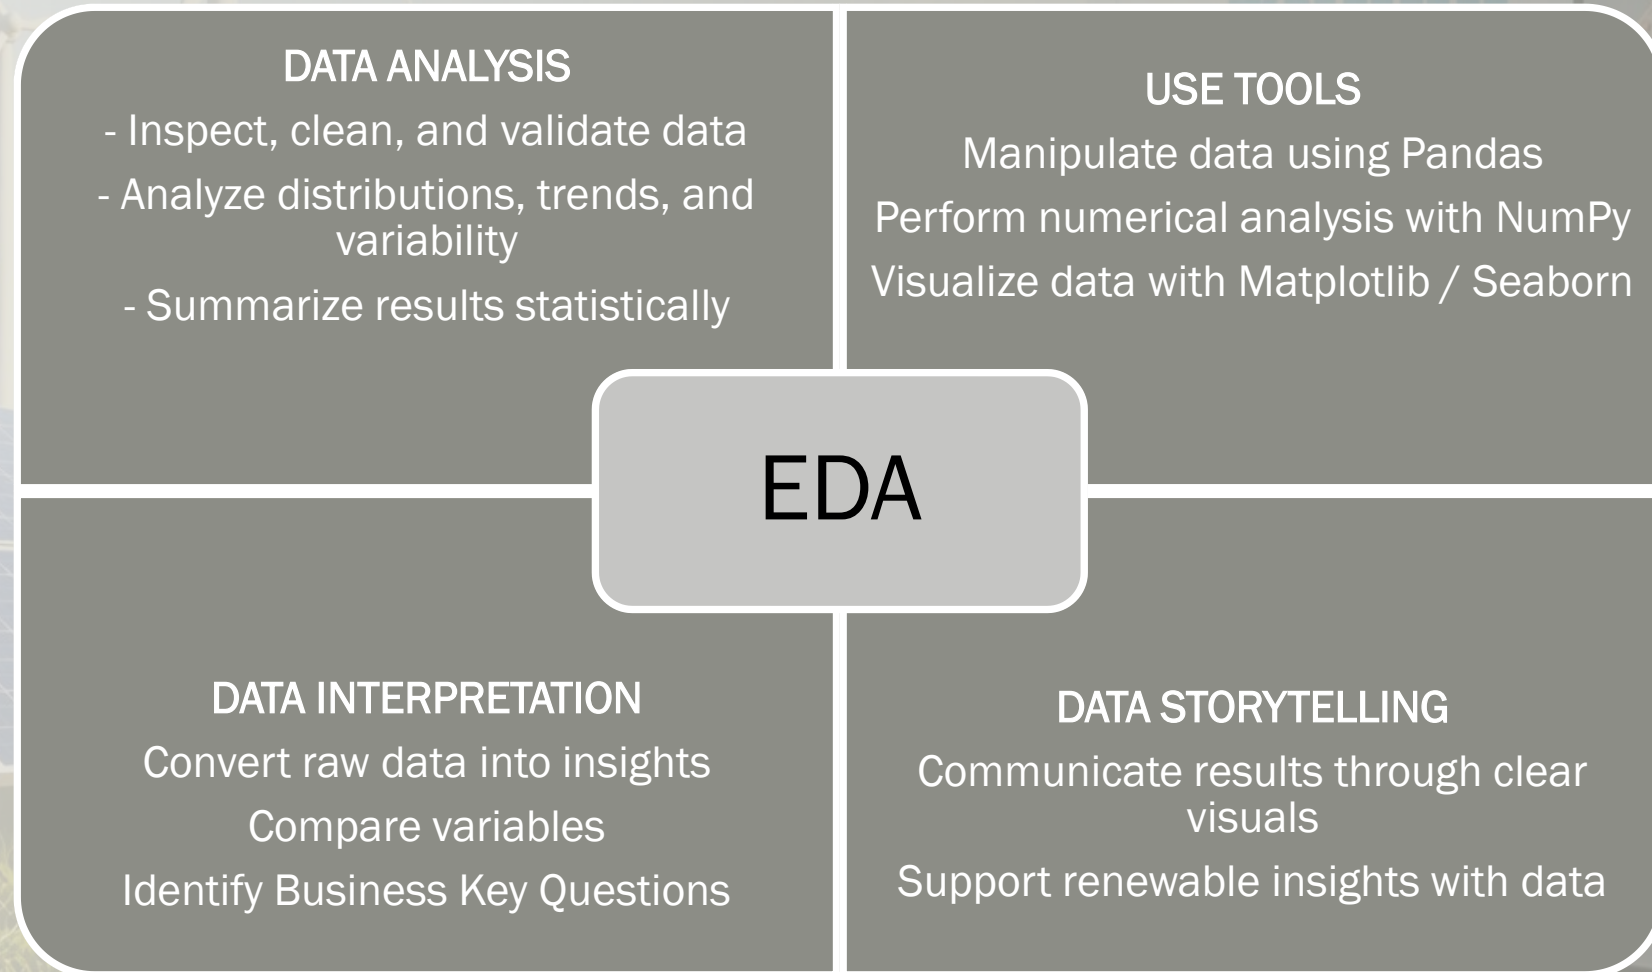 DATA ANALYSIS
- Inspect, clean, and validate data
- Analyze distributions, trends, and
variability
- Summarize results statistically
USE TOOLS
Manipulate data using Pandas
Perform numerical analysis with NumPy
Visualize data with Matplotlib / Seaborn
EDA
DATA INTERPRETATION
Convert raw data into insights
Compare variables
Identify Business Key Questions
DATA STORYTELLING
Communicate results through clear
visuals
Support renewable insights with data